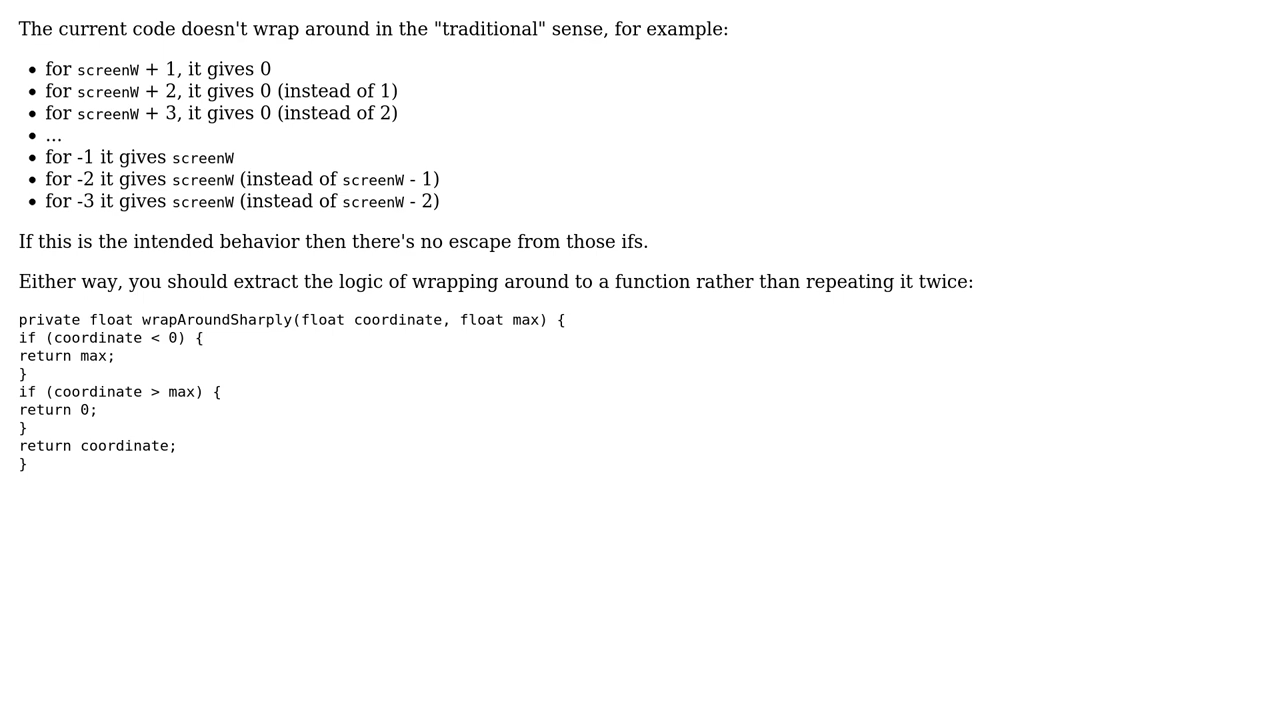 The current code doesn't wrap around in the "traditional" sense, for example:
• for screenW + 1, it gives 0
• for screenW + 2, it gives 0 (instead of 1)
• for screenW + 3, it gives 0 (instead of 2)
• ...
• for -1 it gives screenW
• for -2 it gives screenW (instead of screenW - 1)
• for -3 it gives screenW (instead of screenW - 2)
If this is the intended behavior then there's no escape from those ifs.
Either way, you should extract the logic of wrapping around to a function rather than repeating it twice:
private float wrapAroundSharply(float coordinate, float max) {
if (coordinate < 0) {
return max;
}
if (coordinate > max) {
return 0;
}
return coordinate;
}